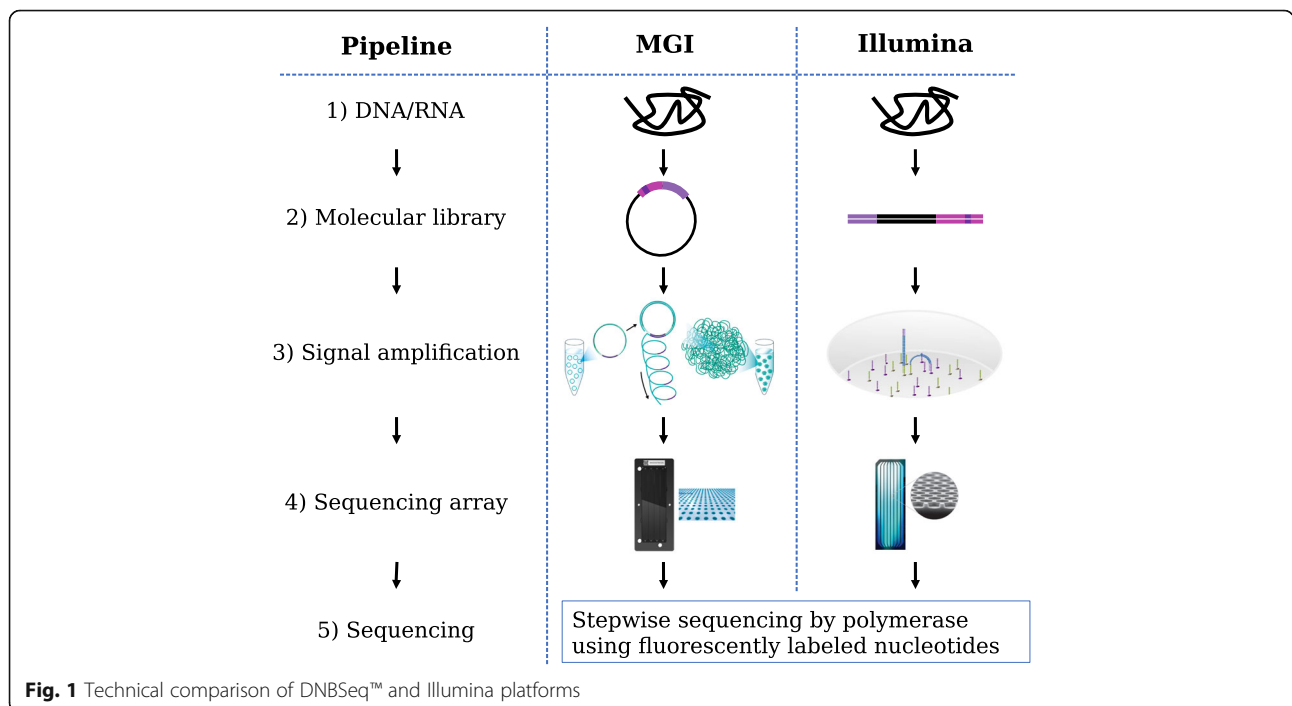 Pipeline MGI Illumina
1) DNA/RNA
2) Molecular library
3) Signal amplification
4) Sequencing array
5) Sequencing
Stepwise sequencing by polymerase
using fluorescently labeled nucleotides
Fig. 1 Technical comparison of DNBSeq™ and Illumina platforms